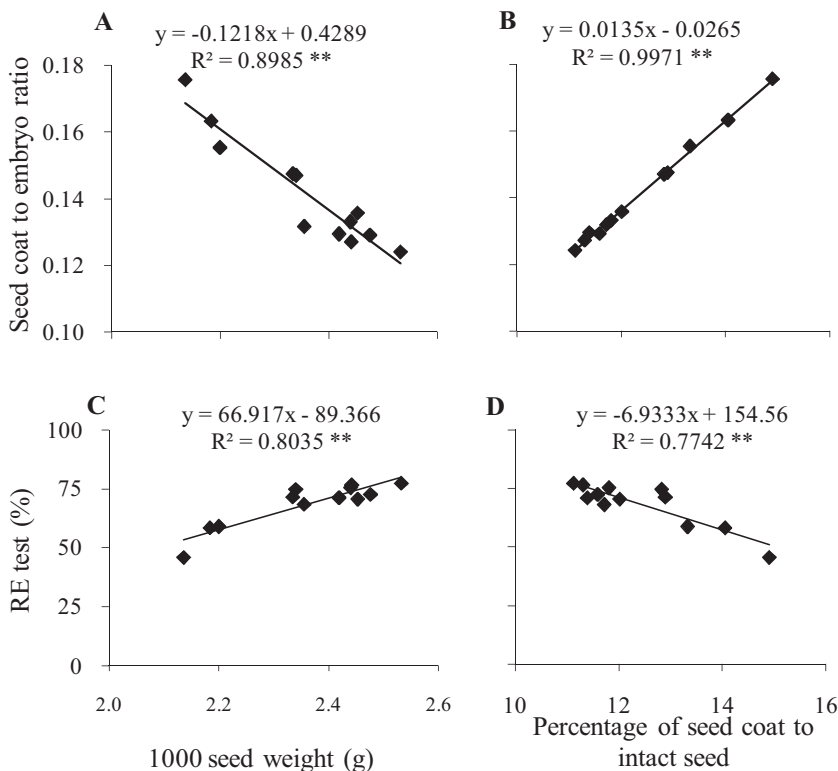 A
y = -0.1218x + 0.4289
R² = 0.8985 **
B
y = 0.0135x - 0.0265
R² = 0.9971 **
Seed coat to embryo ratio
0.18
0.16
0.14
0.12
0.10
C
y = 66.917x - 89.366
R² = 0.8035 **
D
y = -6.9333x + 154.56
R² = 0.7742 **
RE test (%)
100
75
50
25
0
2.0 2.2 2.4 2.6
1000 seed weight (g)
10 12 14 16
Percentage of seed coat to
intact seed